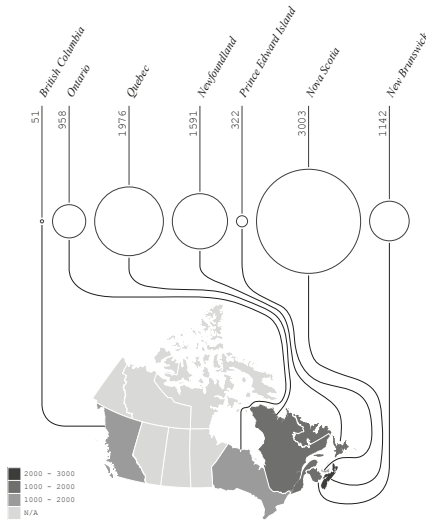 British Columbia
Ontario
Quebec
Newfoundland
Prince Edward Island
Nova Scotia
New Brunswick
51
958
1976
1591
322
3003
1142
2000 - 3000
1000 - 2000
1000 - 2000
N/A